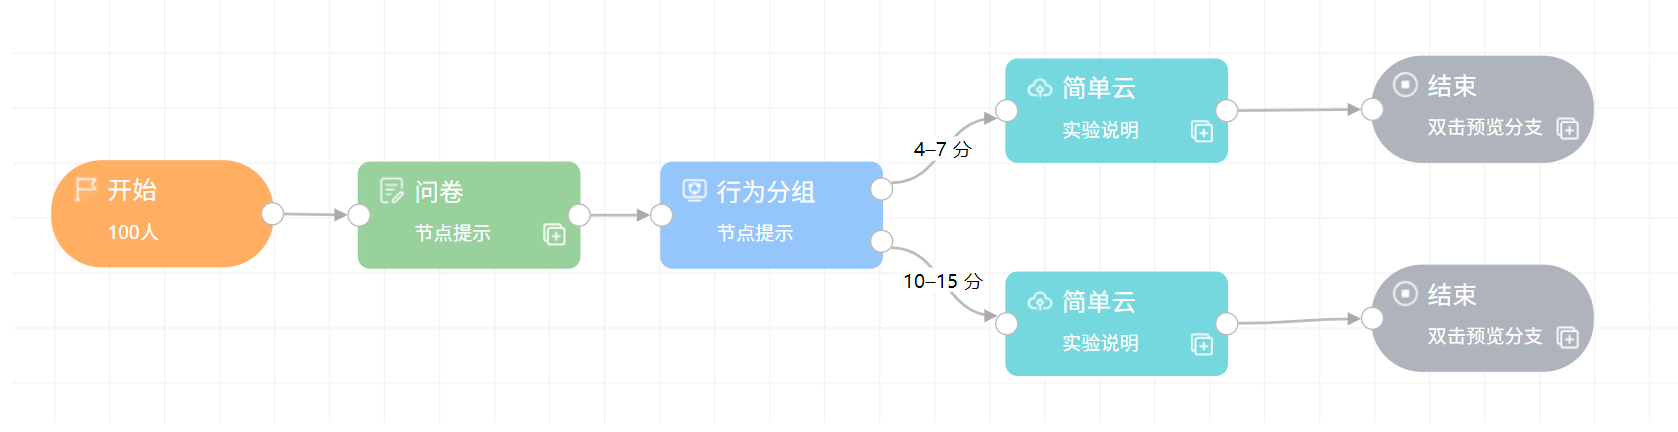 开始
100人
问卷
节点提示
行为分组
节点提示
4–7 分
简单云
实验说明
结束
双击预览分支
10–15 分
简单云
实验说明
结束
双击预览分支